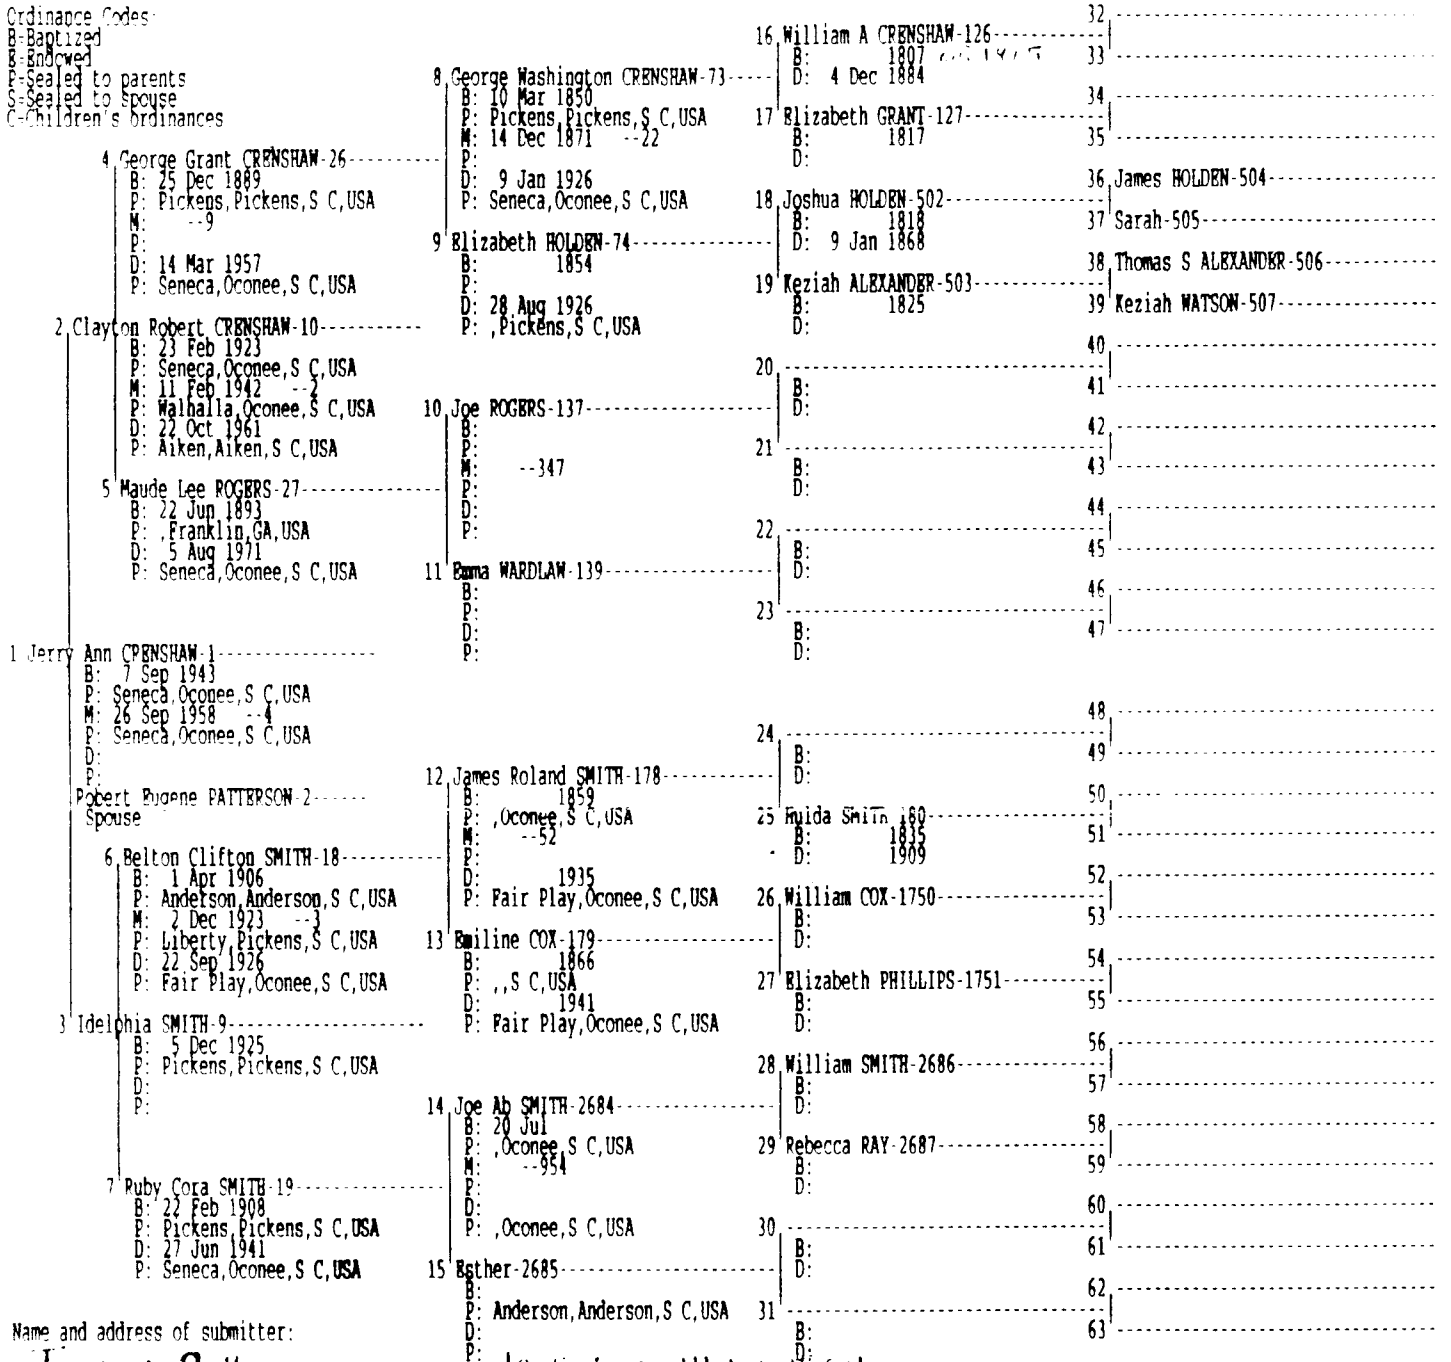 Ordinance Codes:
B-Baptized
E-Endowed
P-Sealed to parents
S-Sealed to spouse
C-Children's ordinances
4 George Grant CRENSHAW-26
B: 25 Dec 1889
P: Pickens,Pickens,S C,USA
M: --9
P:
D: 14 Mar 1957
P: Seneca,Oconee,S C,USA
2 Clayton Robert CRENSHAW-10
B: 23 Feb 1923
P: Seneca,Oconee,S C,USA
M: 11 Feb 1942 --2
P: Walhalla,Oconee,S C,USA
D: 22 Oct 1961
P: Aiken,Aiken,S C,USA
5 Maude Lee ROGERS-27
B: 22 Jun 1893
P: ,Franklin,GA,USA
D: 5 Aug 1971
P: Seneca,Oconee,S C,USA
1 Jerry Ann CRENSHAW-1
B: 7 Sep 1943
P: Seneca,Oconee,S C,USA
M: 26 Sep 1958 --4
P: Seneca,Oconee,S C,USA
D:
P:
Robert Eugene PATTERSON-2
Spouse
6 Belton Clifton SMITH-18
B: 1 Apr 1906
P: Anderson,Anderson,S C,USA
M: 2 Dec 1923 --3
P: Liberty,Pickens,S C,USA
D: 22 Sep 1926
P: Fair Play,Oconee,S C,USA
3 Idelphia SMITH-9
B: 5 Dec 1925
P: Pickens,Pickens,S C,USA
D:
P:
7 Ruby Cora SMITH-19
B: 22 Feb 1908
P: Pickens,Pickens,S C,USA
D: 27 Jun 1941
P: Seneca,Oconee,S C,USA
Name and address of submitter:
8 George Washington CRENSHAW-73
B: 10 Mar 1850
P: Pickens,Pickens,S C,USA
M: 14 Dec 1871 --22
P:
D: 9 Jan 1926
P: Seneca,Oconee,S C,USA
9 Elizabeth HOLDEN-74
B: 1854
P:
D: 28 Aug 1926
P: ,Pickens,S C,USA
10 Joe ROGERS-137
B:
P:
M: --347
P:
D:
P:
11 Emma WARDLAW-139
B:
P:
D:
P:
12 James Roland SMITH-178
B: 1859
P: ,Oconee,S C,USA
M: --52
P:
D: 1935
P: Fair Play,Oconee,S C,USA
13 Emiline COX-179
B: 1866
P: ,,S C,USA
D: 1941
P: Fair Play,Oconee,S C,USA
14 Joe Ab SMITH-2684
B: 20 Jul
P: ,Oconee,S C,USA
M: --954
P:
D:
P: ,Oconee,S C,USA
15 Esther-2685
B:
P: Anderson,Anderson,S C,USA
D:
P:
16 William A CRENSHAW-126
B: 1807
D: 4 Dec 1884
17 Elizabeth GRANT-127
B: 1817
D:
18 Joshua HOLDEN-502
B: 1818
D: 9 Jan 1868
19 Keziah ALEXANDER-503
B: 1825
D:
20
B:
D:
21
B:
D:
22
B:
D:
23
B:
D:
24
B:
D:
25 Huida Smith 180
B: 1835
D: 1909
26 William COX-1750
B:
D:
27 Elizabeth PHILLIPS-1751
B:
D:
28 William SMITH-2686
B:
D:
29 Rebecca RAY-2687
B:
D:
30
B:
D:
31
B:
D:
32
33
34
35
36 James HOLDEN-504
37 Sarah-505
38 Thomas S ALEXANDER-506
39 Keziah WATSON-507
40
41
42
43
44
45
46
47
48
49
50
51
52
53
54
55
56
57
58
59
60
61
62
63